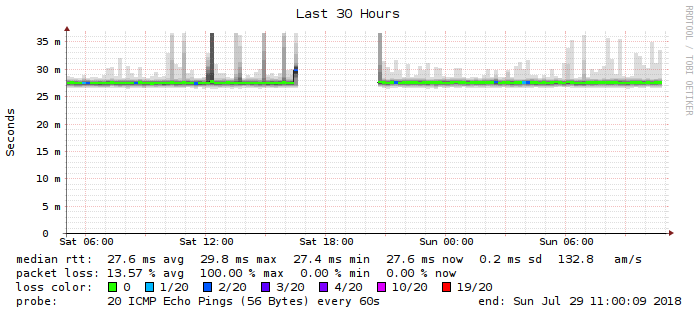 Last 30 Hours
RRDTOOL / TOBI OETIKER
Seconds
35 m
30 m
25 m
20 m
15 m
10 m
5 m
0
Sat 06:00 Sat 12:00 Sat 18:00 Sun 00:00 Sun 06:00
median rtt: 27.6 ms avg 29.8 ms max 27.4 ms min 27.6 ms now 0.2 ms sd 132.8 am/s
packet loss: 13.57 % avg 100.00 % max 0.00 % min 0.00 % now
loss color: 0 1/20 2/20 3/20 4/20 10/20 19/20
probe: 20 ICMP Echo Pings (56 Bytes) every 60s end: Sun Jul 29 11:00:09 2018